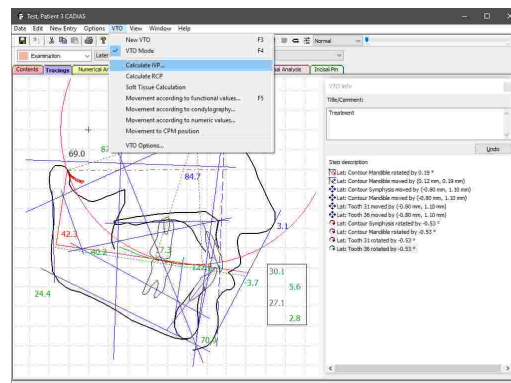 Test, Patient 3 CADIAS
Data Edit New Entry Options VTO View Window Help
New VTO F3
VTO Mode F4
Calculate IVP...
Calculate RCP
Soft Tissue Calculation
Movement according to functional values... F5
Movement according to condylography...
Movement according to numeric values...
Movement to CPM position
VTO Options...
Normal
Examination
Contents Tracings Numerical Analysis Incisal Pin
VTO Info
Title/Comment:
Treatment
Undo
Step description
Lat: Contour Mandible rotated by 0.19 °
Lat: Contour Mandible moved by (0.12 mm, 0.19 mm)
Lat: Contour Symphysis moved by (-0.80 mm, 1.10 mm)
Lat: Contour Mandible moved by (-0.80 mm, 1.10 mm)
Lat: Tooth 31 moved by (-0.80 mm, 1.10 mm)
Lat: Tooth 36 moved by (-0.80 mm, 1.10 mm)
Lat: Contour Symphysis rotated by -0.53 °
Lat: Contour Mandible rotated by -0.53 °
Lat: Tooth 31 rotated by -0.53 °
Lat: Tooth 36 rotated by -0.53 °
69.0
84.7
3.1
42.3
40.2
-3.7
30.1
5.6
27.1
2.8
24.4